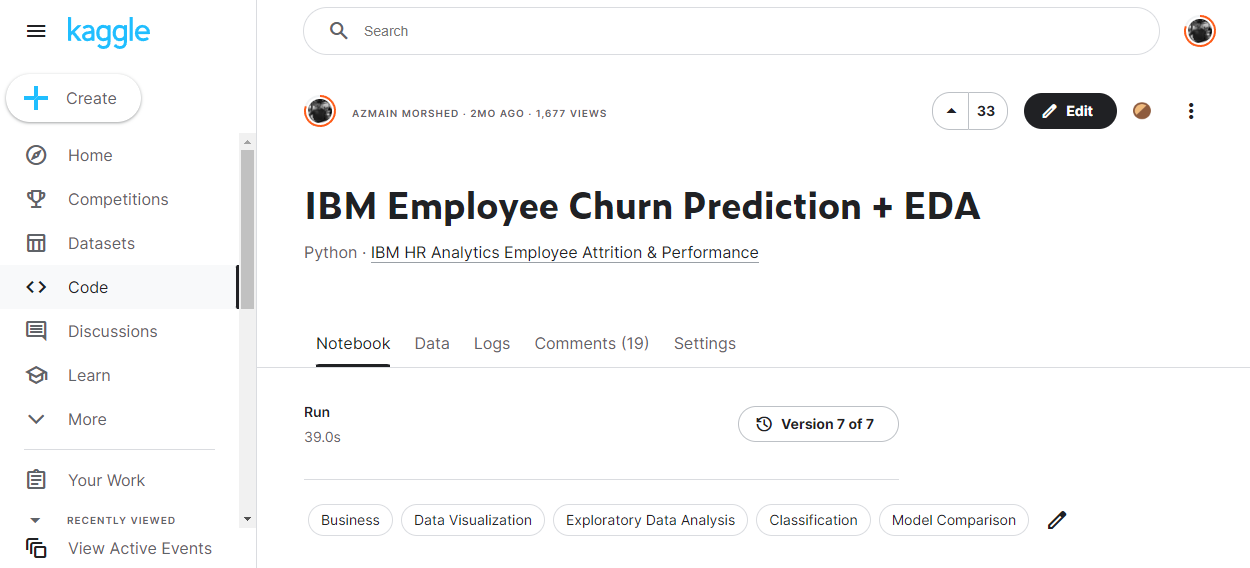 kaggle
Search
Create
Home
Competitions
Datasets
Code
Discussions
Learn
More
Your Work
RECENTLY VIEWED
View Active Events
AZMAIN MORSHED · 2MO AGO · 1,677 VIEWS
33
Edit
IBM Employee Churn Prediction + EDA
Python · IBM HR Analytics Employee Attrition & Performance
Notebook Data Logs Comments (19) Settings
Run
39.0s
Version 7 of 7
Business Data Visualization Exploratory Data Analysis Classification Model Comparison